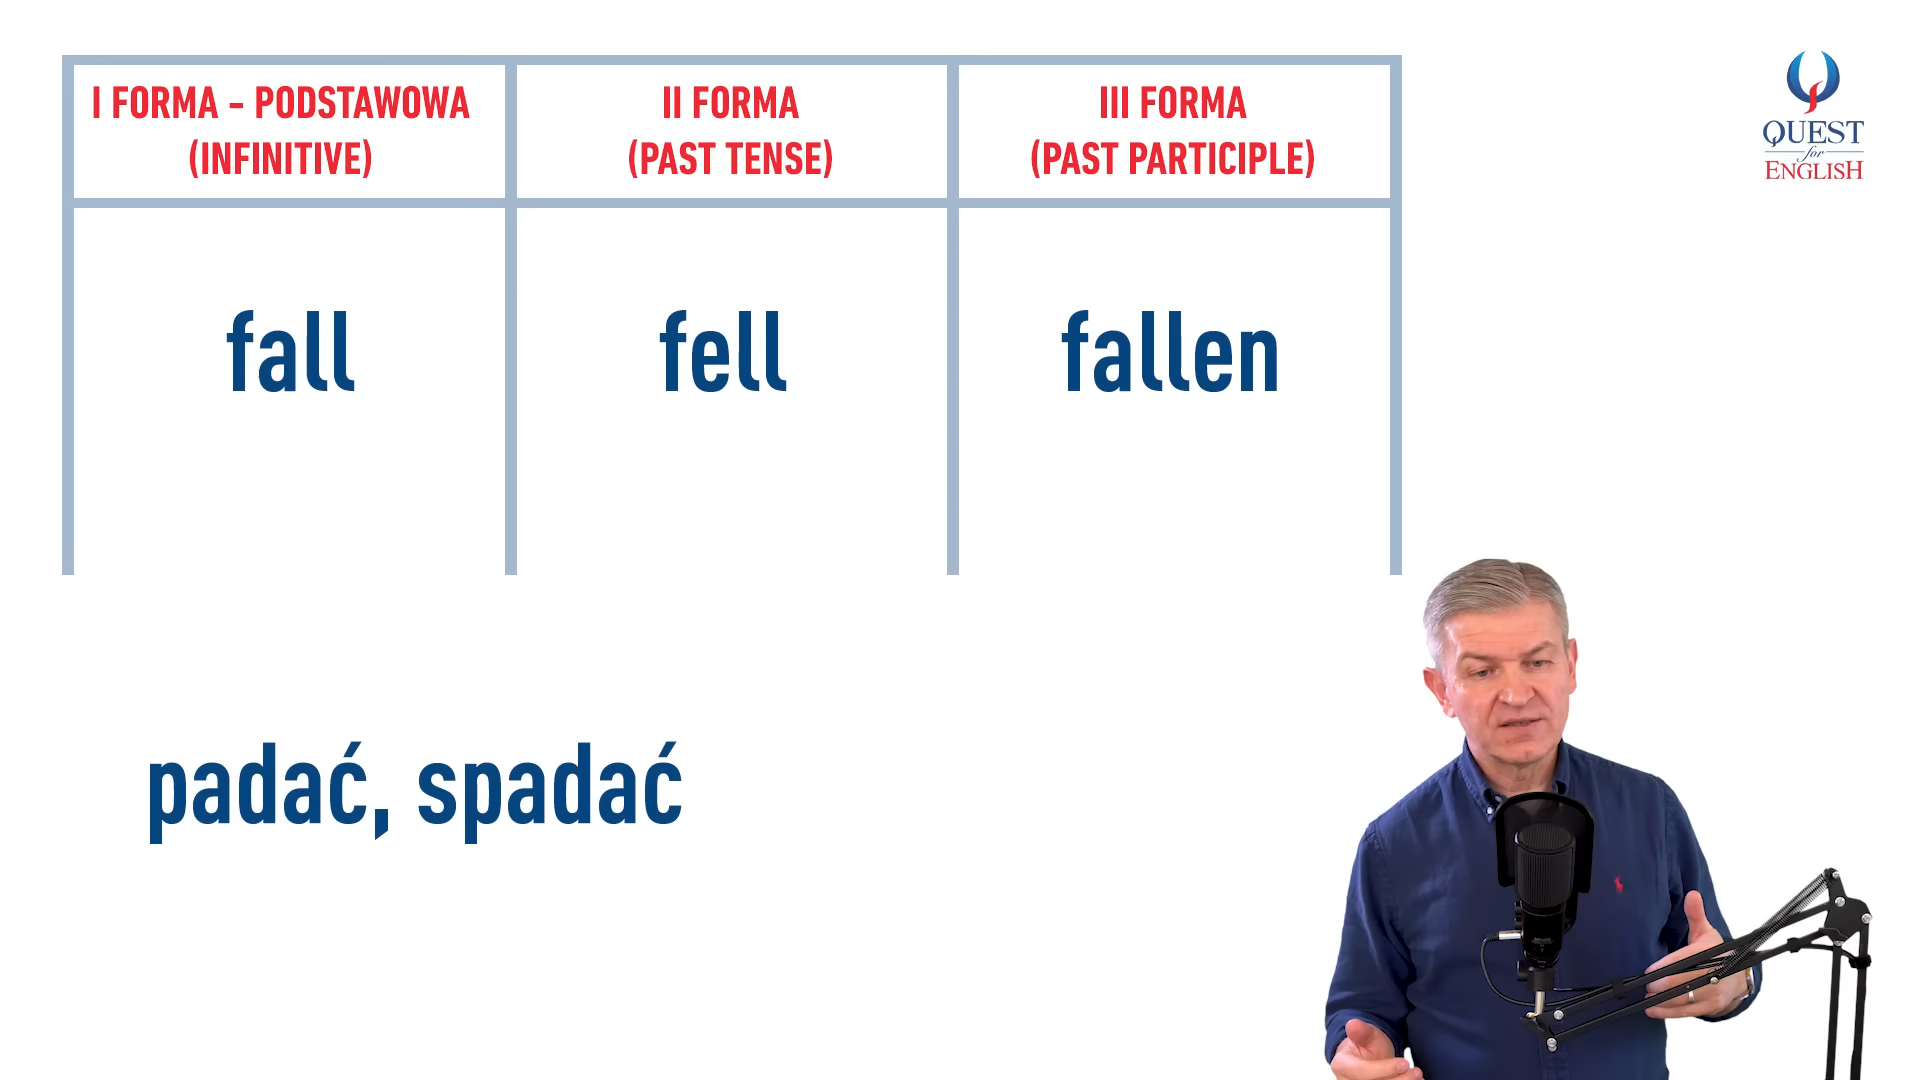 I FORMA – PODSTAWOWA
(INFINITIVE)
II FORMA
(PAST TENSE)
III FORMA
(PAST PARTICIPLE)
QUEST
for
ENGLISH
fall
fell
fallen
padać, spadać